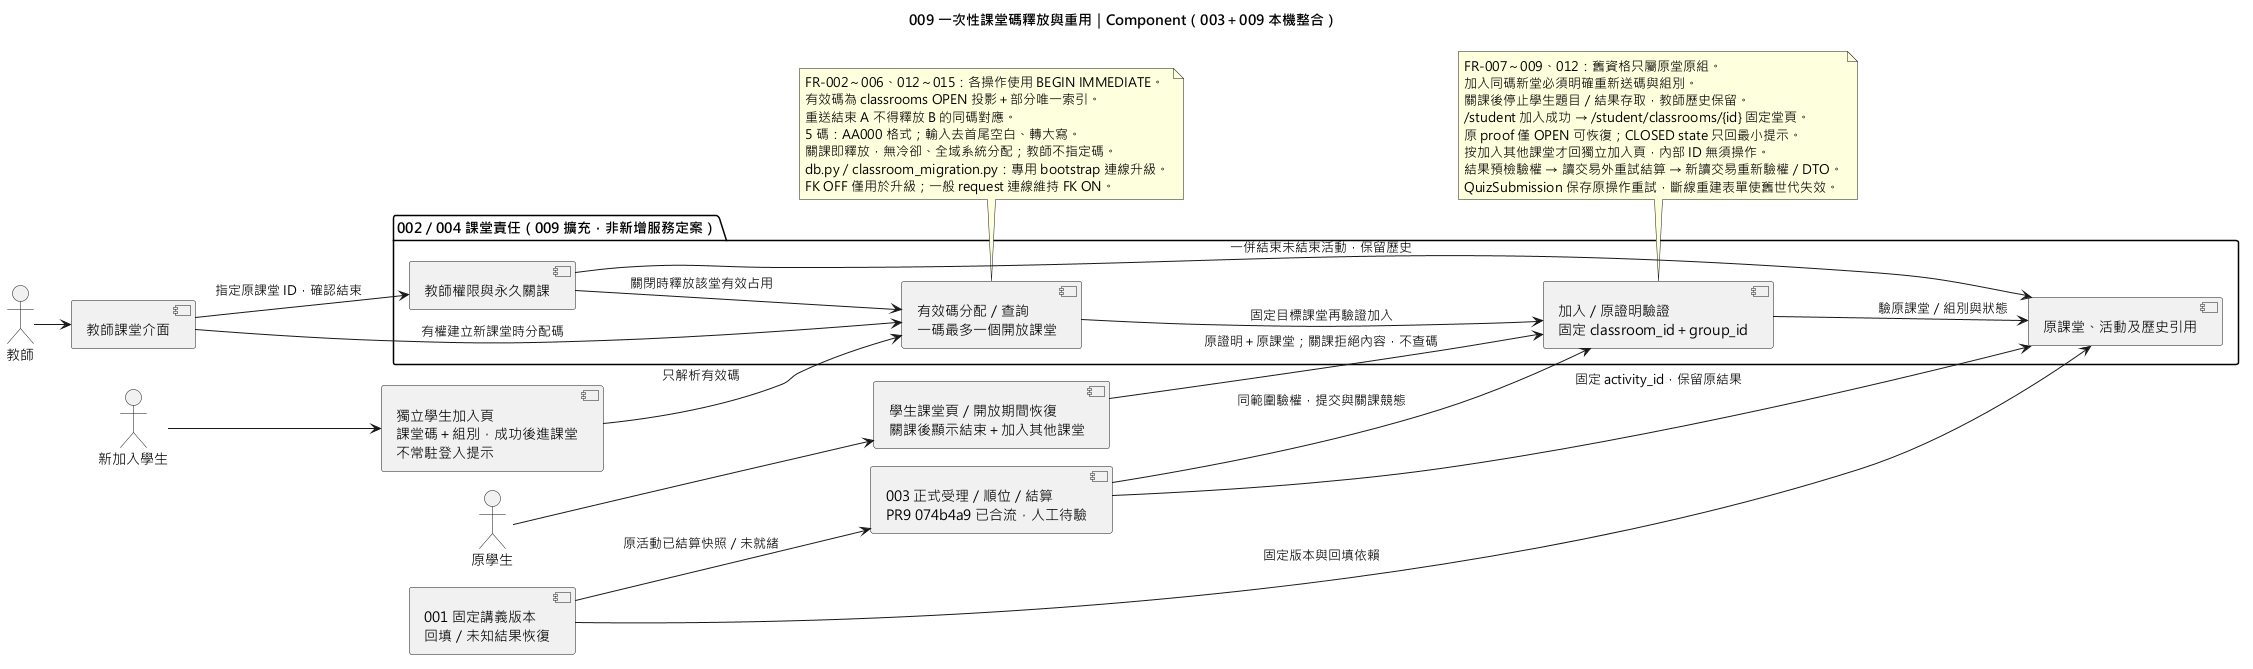 009 一次性課堂碼釋放與重用 | Component（003＋009 本機整合）
FR-002～006、012～015：各操作使用 BEGIN IMMEDIATE。
有效碼為 classrooms OPEN 投影＋部分唯一索引。
重送結束 A 不得釋放 B 的同碼對應。
5 碼：AA000 格式；輸入去首尾空白、轉大寫。
關課即釋放，無冷卻、全域系統分配；教師不指定碼。
db.py / classroom_migration.py：專用 bootstrap 連線升級。
FK OFF 僅用於升級；一般 request 連線維持 FK ON。
FR-007～009、012：舊資格只屬原堂原組。
加入同碼新堂必須明確重新送碼與組別。
關課後停止學生題目／結果存取，教師歷史保留。
/student 加入成功 → /student/classrooms/{id} 固定堂頁。
原 proof 僅 OPEN 可恢復；CLOSED state 只回最小提示。
按加入其他課堂才回獨立加入頁，內部 ID 無須操作。
結果預檢驗權 → 讀交易外重試結算 → 新讀交易重新驗權 / DTO。
QuizSubmission 保存原操作重試，斷線重建表單使舊世代失效。
002 / 004 課堂責任（009 擴充，非新增服務定案）
一併結束未結束活動，保留歷史
教師權限與永久關課
關閉時釋放該堂有效占用
指定原課堂 ID，確認結束
教師
教師課堂介面
有權建立新課堂時分配碼
有效碼分配／查詢
一碼最多一個開放課堂
固定目標課堂再驗證加入
加入／原證明驗證
固定 classroom_id＋group_id
驗原課堂／組別與狀態
原課堂、活動及歷史引用
原證明＋原課堂；關課拒絕內容，不查碼
只解析有效碼
新加入學生
獨立學生加入頁
課堂碼＋組別，成功後進課堂
不常駐登入提示
學生課堂頁／開放期間恢復
關課後顯示結束＋加入其他課堂
同範圍驗權，提交與關課競態
固定 activity_id，保留原結果
原學生
003 正式受理／順位／結算
PR9 074b4a9 已合流，人工待驗
原活動已結算快照／未就緒
固定版本與回填依賴
001 固定講義版本
回填／未知結果恢復